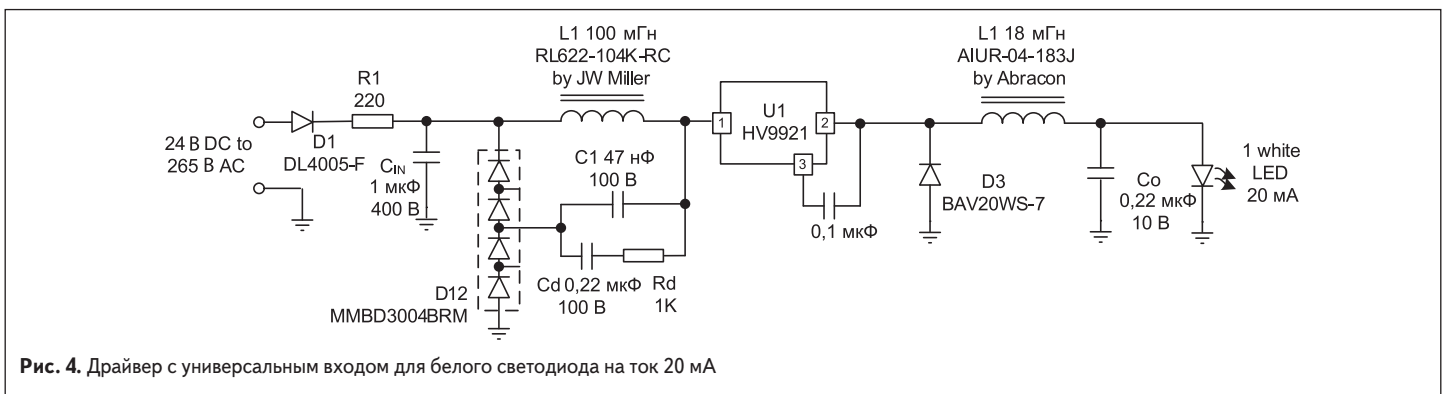 L1 100 мГн
RL622-104K-RC
by JW Miller
L1 18 мГн
AIUR-04-183J
by Abracon
R1
220
24 В DC to
265 В AC
D1
DL4005-F
CIN
1 мкФ
400 В
C1 47 нФ
100 В
Cd 0,22 мкФ
100 В
Rd
1K
D12
MMBD3004BRM
1
U1
HV9921
2
3
0,1 мкФ
D3
BAV20WS-7
Co
0,22 мкФ
10 В
1 white
LED
20 мА
Рис. 4. Драйвер с универсальным входом для белого светодиода на ток 20 мА